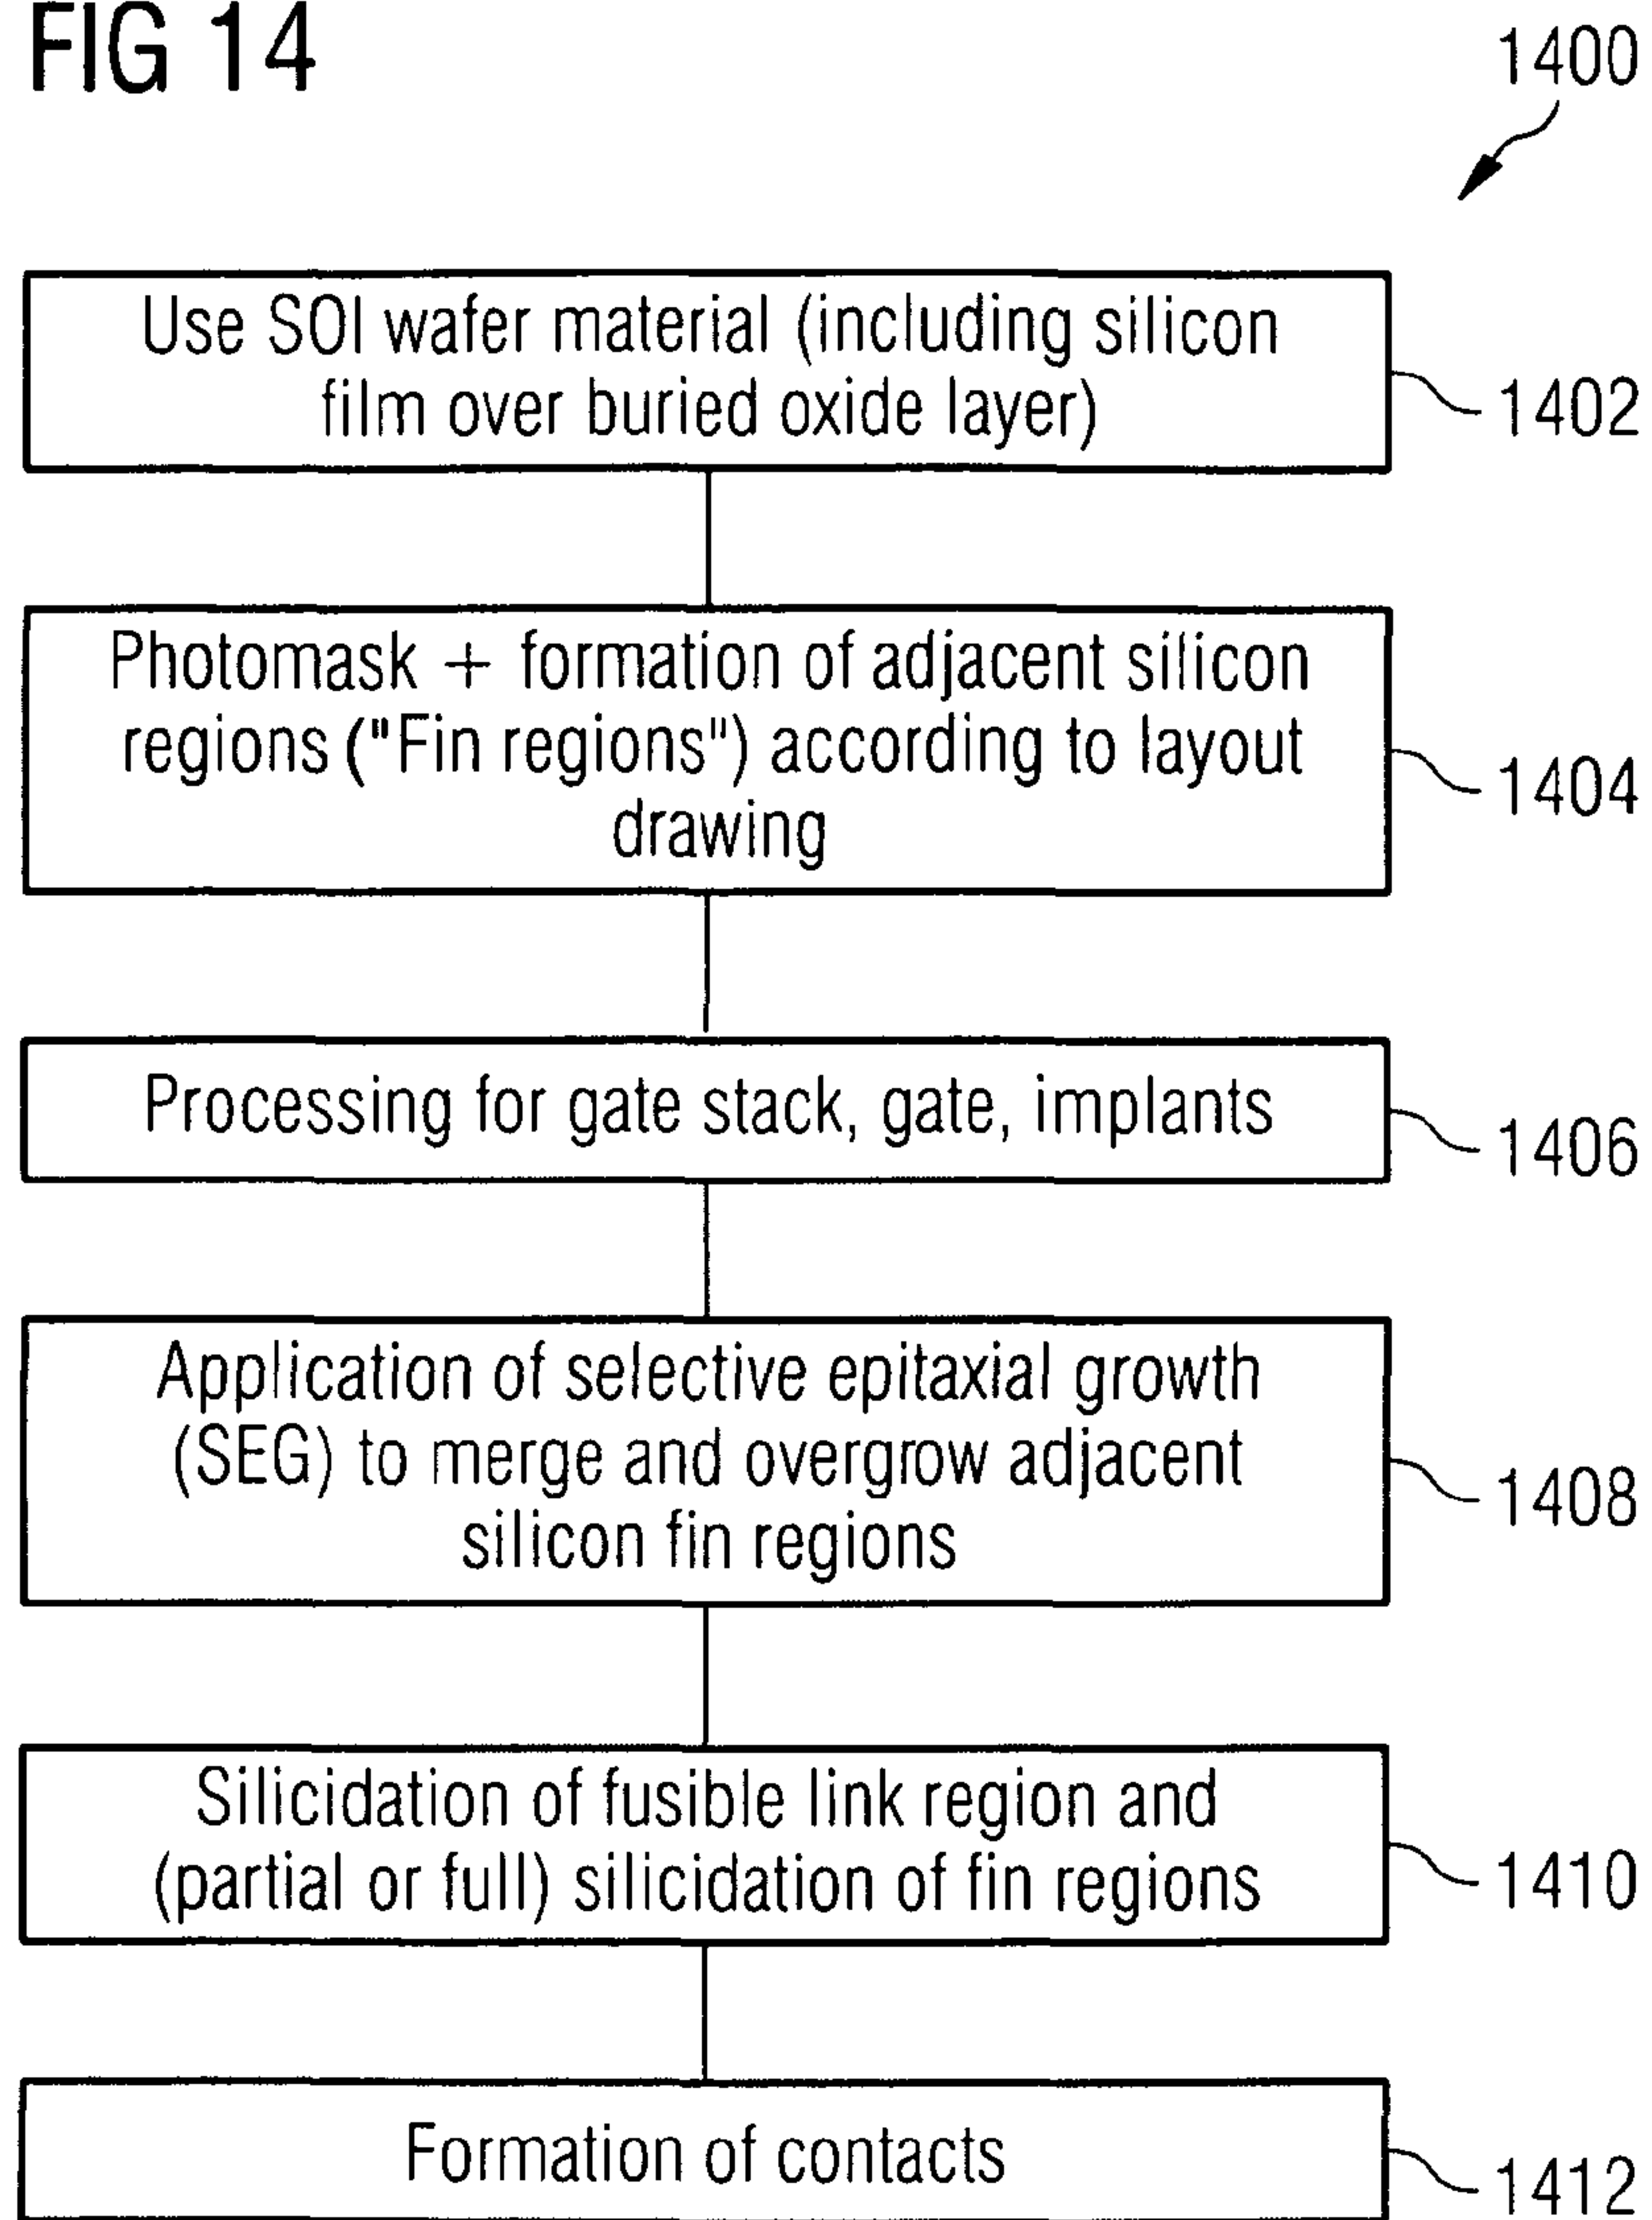 FIG 14
1400
Use SOI wafer material (including silicon
film over buried oxide layer)
1402
Photomask + formation of adjacent silicon
regions ("Fin regions") according to layout
drawing
1404
Processing for gate stack, gate, implants
1406
Application of selective epitaxial growth
(SEG) to merge and overgrow adjacent
silicon fin regions
1408
Silicidation of fusible link region and
(partial or full) silicidation of fin regions
1410
Formation of contacts
1412